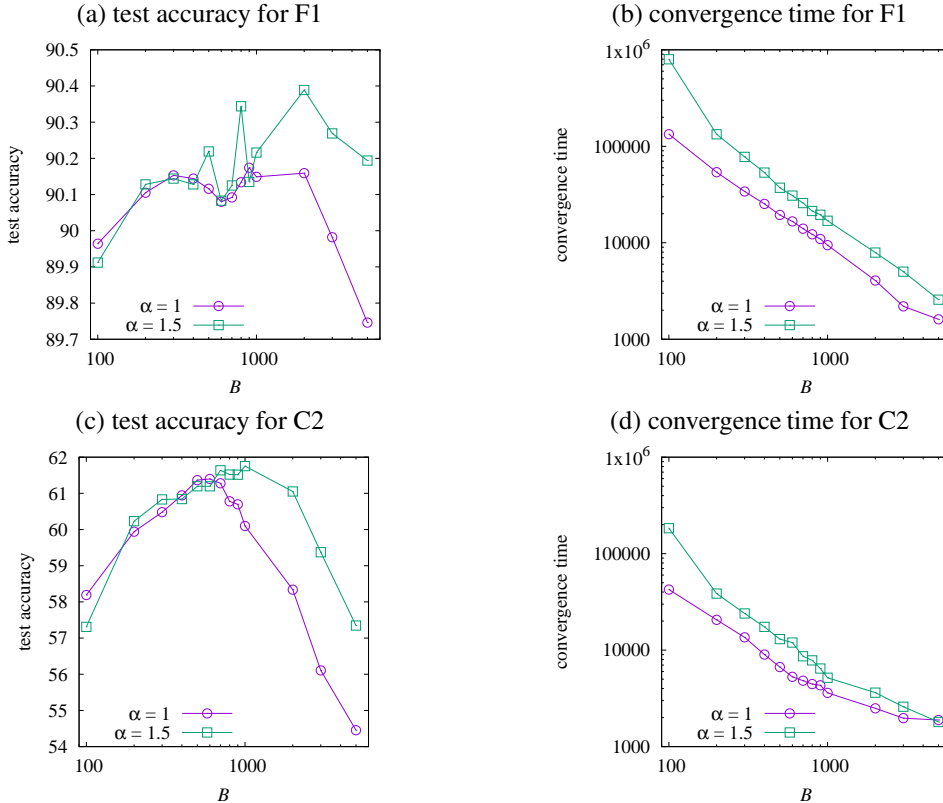 (a) test accuracy for F1
90.5
90.4
90.3
90.2
90.1
90
89.9
89.8
89.7
test accuracy
α = 1
α = 1.5
100
1000
B
(b) convergence time for F1
1x10^6
100000
10000
1000
convergence time
α = 1
α = 1.5
100
1000
B
(c) test accuracy for C2
62
61
60
59
58
57
56
55
54
test accuracy
α = 1
α = 1.5
100
1000
B
(d) convergence time for C2
1x10^6
100000
10000
1000
convergence time
α = 1
α = 1.5
100
1000
B